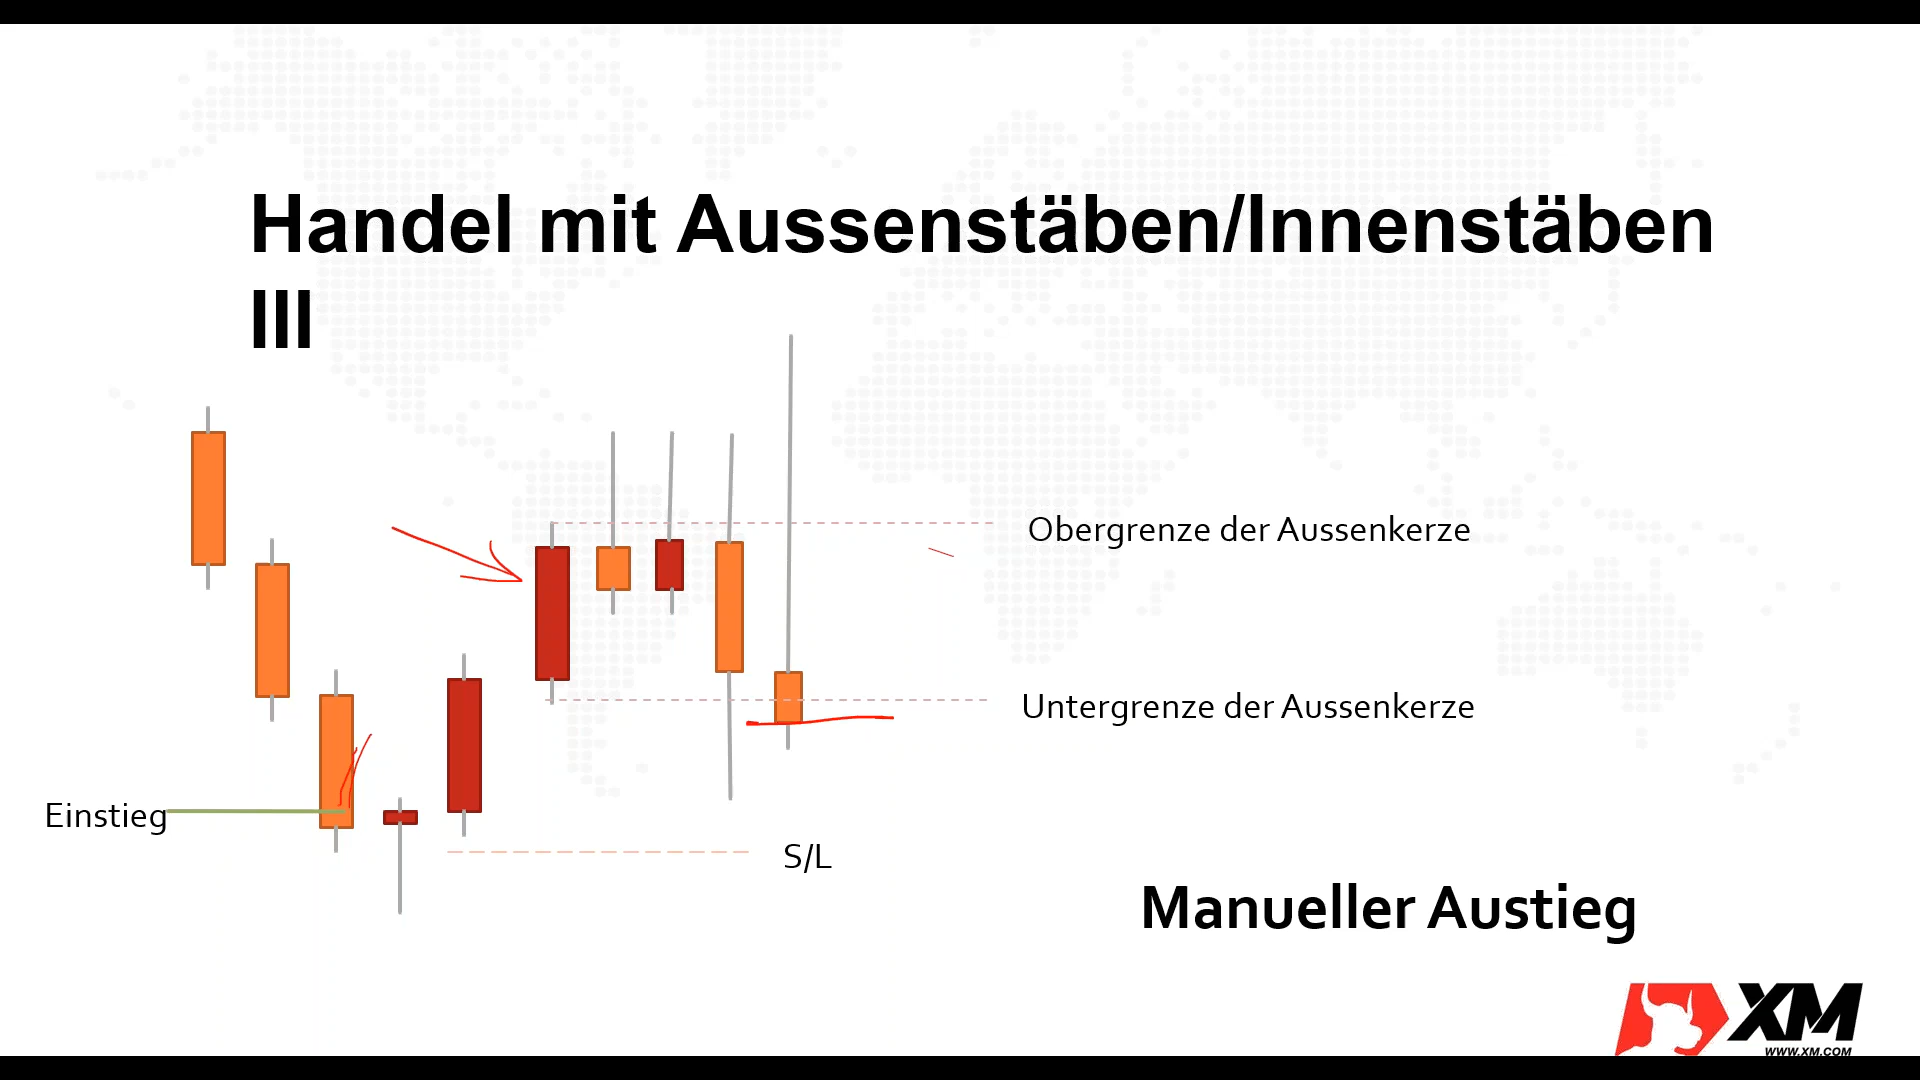 Handel mit Aussenstäben/Innenstäben
III
Obergrenze der Aussenkerze
Untergrenze der Aussenkerze
Einstieg
S/L
Manueller Austieg
XM
WWW.XM.COM